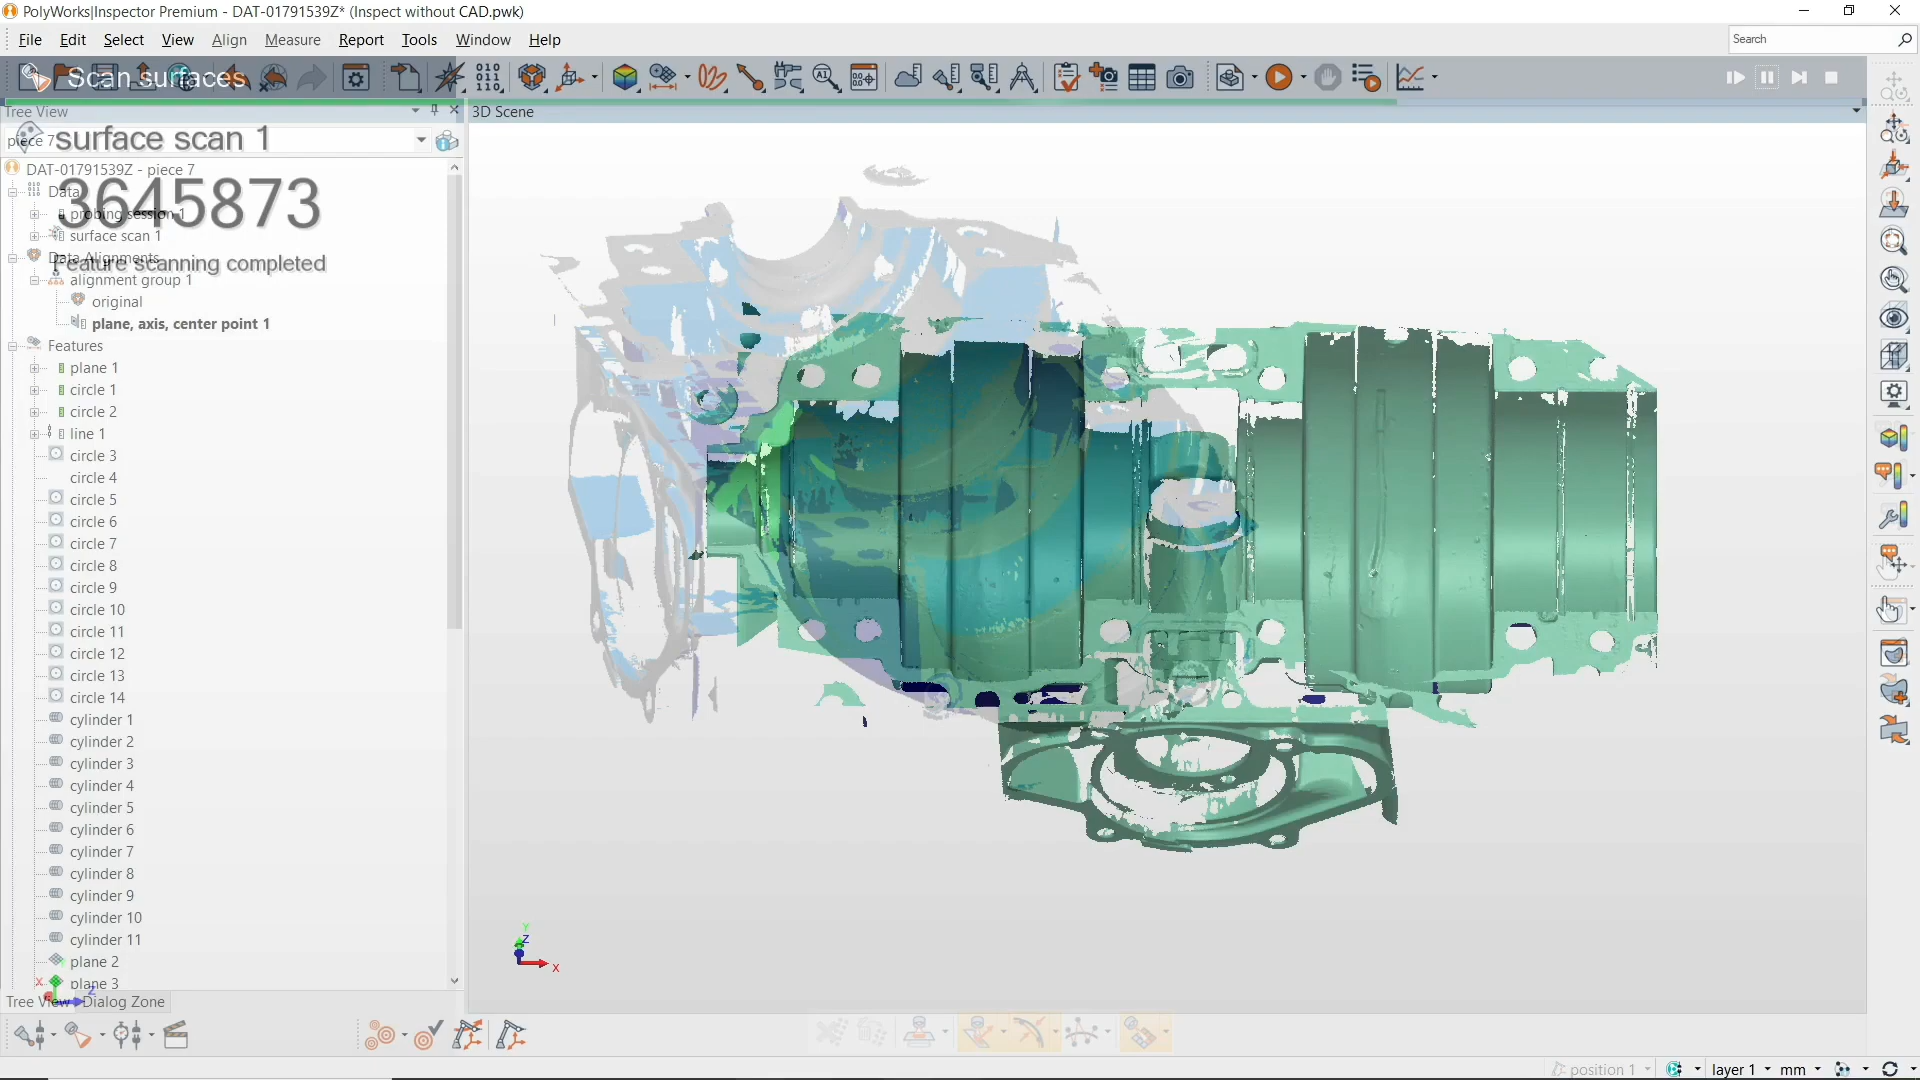 PolyWorks|Inspector Premium - DAT-01791539Z* (Inspect without CAD.pwk)
File Edit Select View Align Measure Report Tools Window Help
Search
Scan surfaces
Tree View
3D Scene
piece 7
surface scan 1
DAT-01791539Z - piece 7
Data
3645873
probing session 1
surface scan 1
Data Alignments
Feature scanning completed
alignment group 1
original
plane, axis, center point 1
Features
plane 1
circle 1
circle 2
line 1
circle 3
circle 4
circle 5
circle 6
circle 7
circle 8
circle 9
circle 10
circle 11
circle 12
circle 13
circle 14
cylinder 1
cylinder 2
cylinder 3
cylinder 4
cylinder 5
cylinder 6
cylinder 7
cylinder 8
cylinder 9
cylinder 10
cylinder 11
plane 2
plane 3
Y
Z
X
X
Z
Tree View Dialog Zone
position 1 layer 1 mm